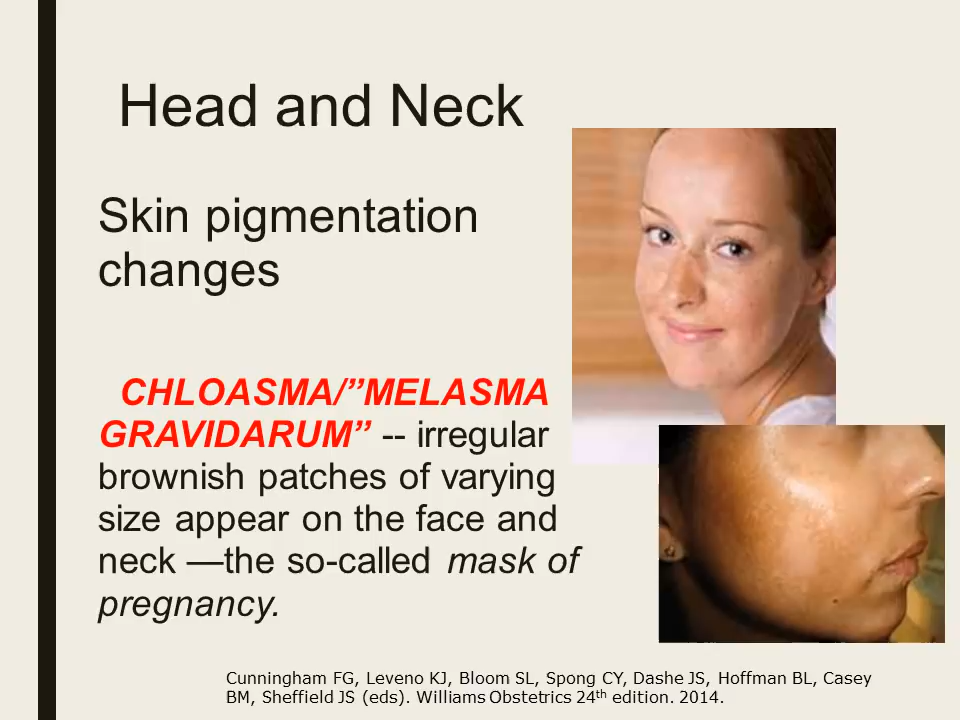 Head and Neck
Skin pigmentation
changes
CHLOASMA/”MELASMA
GRAVIDARUM” -- irregular
brownish patches of varying
size appear on the face and
neck —the so-called mask of
pregnancy.
Cunningham FG, Leveno KJ, Bloom SL, Spong CY, Dashe JS, Hoffman BL, Casey
BM, Sheffield JS (eds). Williams Obstetrics 24th edition. 2014.